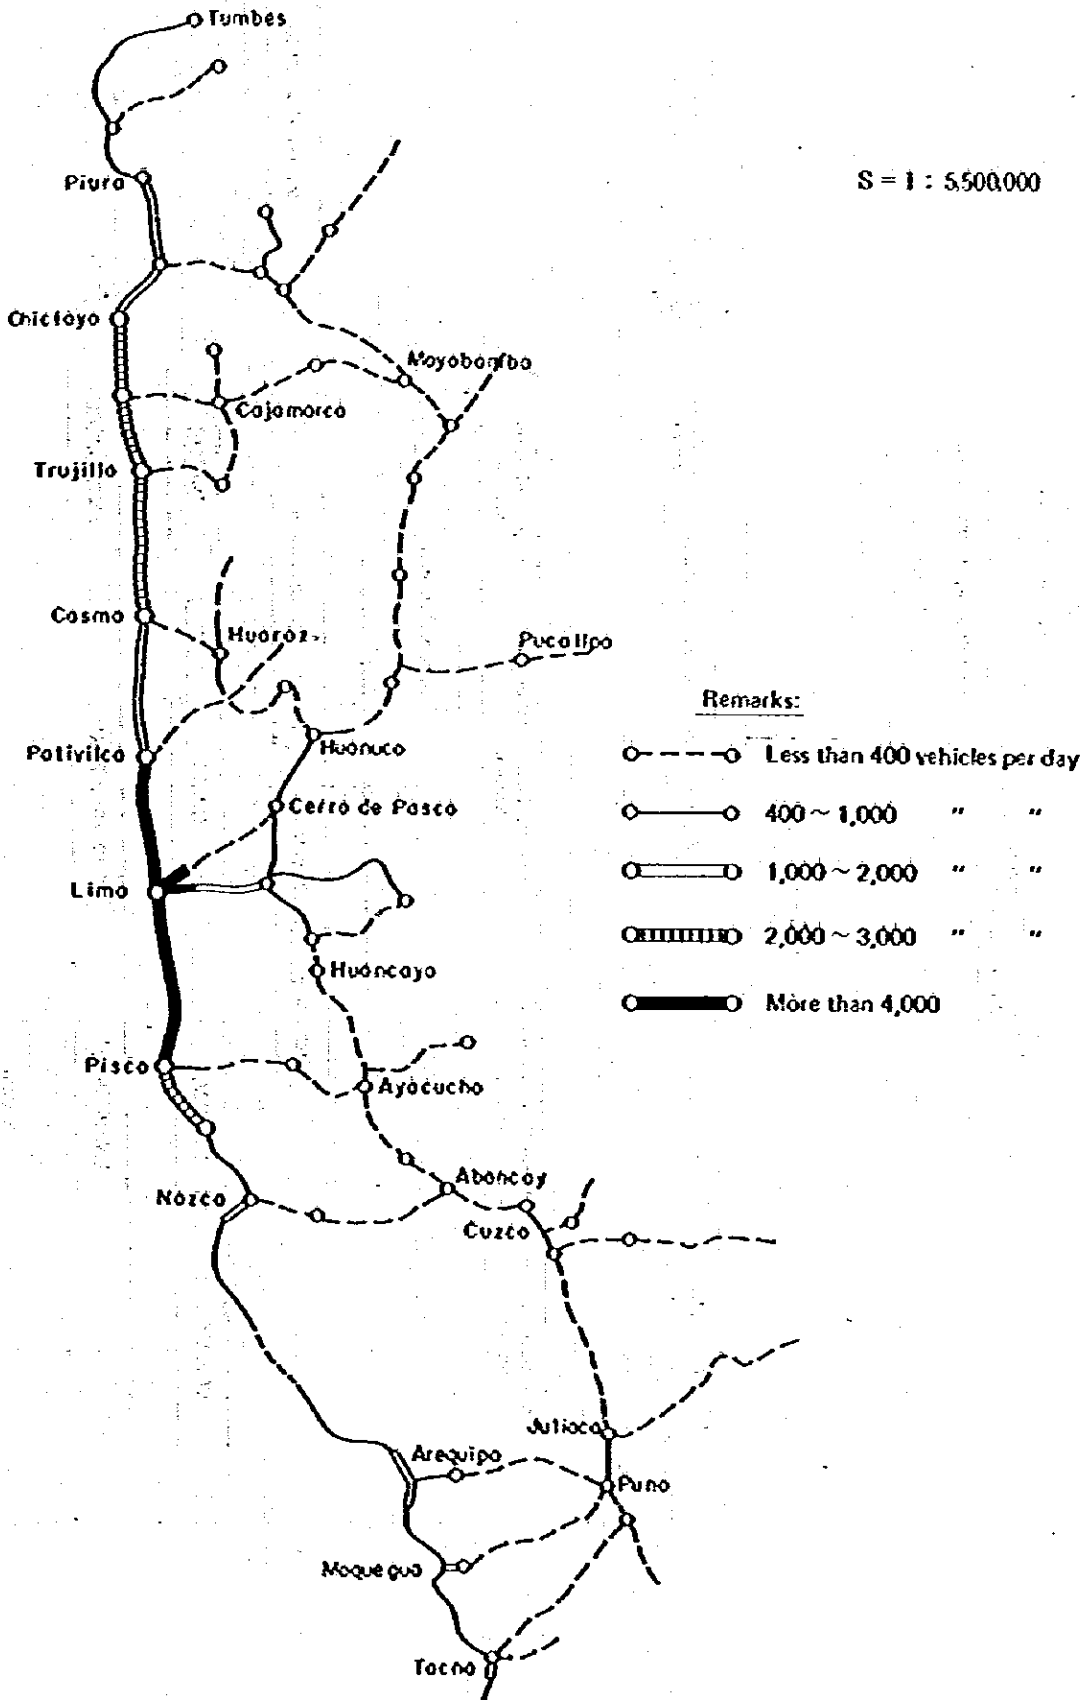 Tumbes
Piura
S = 1 : 5,500,000
Chiclayo
Moyobamba
Cajamarca
Trujillo
Casma
Huaraz
Pucallpa
Remarks:
Pativilca
Huánuco
Less than 400 vehicles per day
Cerro de Pasco
400 ~ 1,000 " "
Lima
1,000 ~ 2,000 " "
2,000 ~ 3,000 " "
Huancayo
More than 4,000
Pisco
Ayacucho
Abancay
Nazca
Cuzco
Juliaca
Arequipa
Puno
Moquegua
Tacna